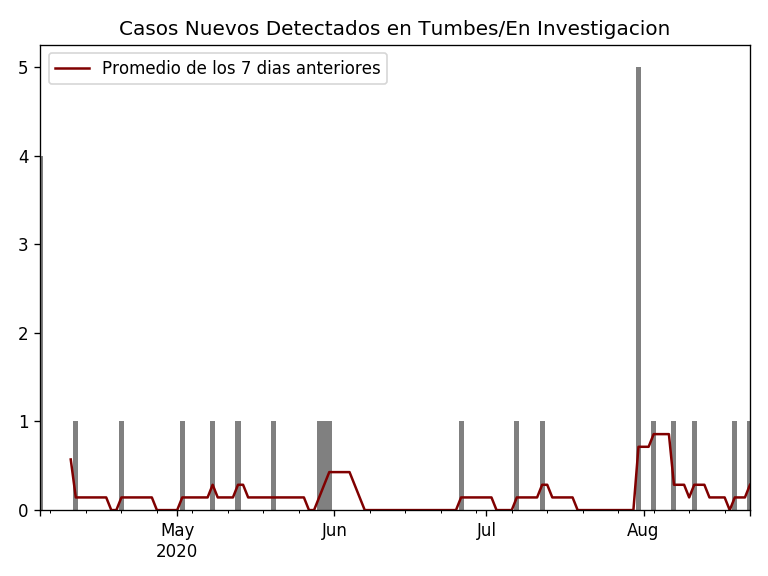 Casos Nuevos Detectados en Tumbes/En Investigacion
Promedio de los 7 dias anteriores
5
4
3
2
1
0
May
2020
Jun
Jul
Aug